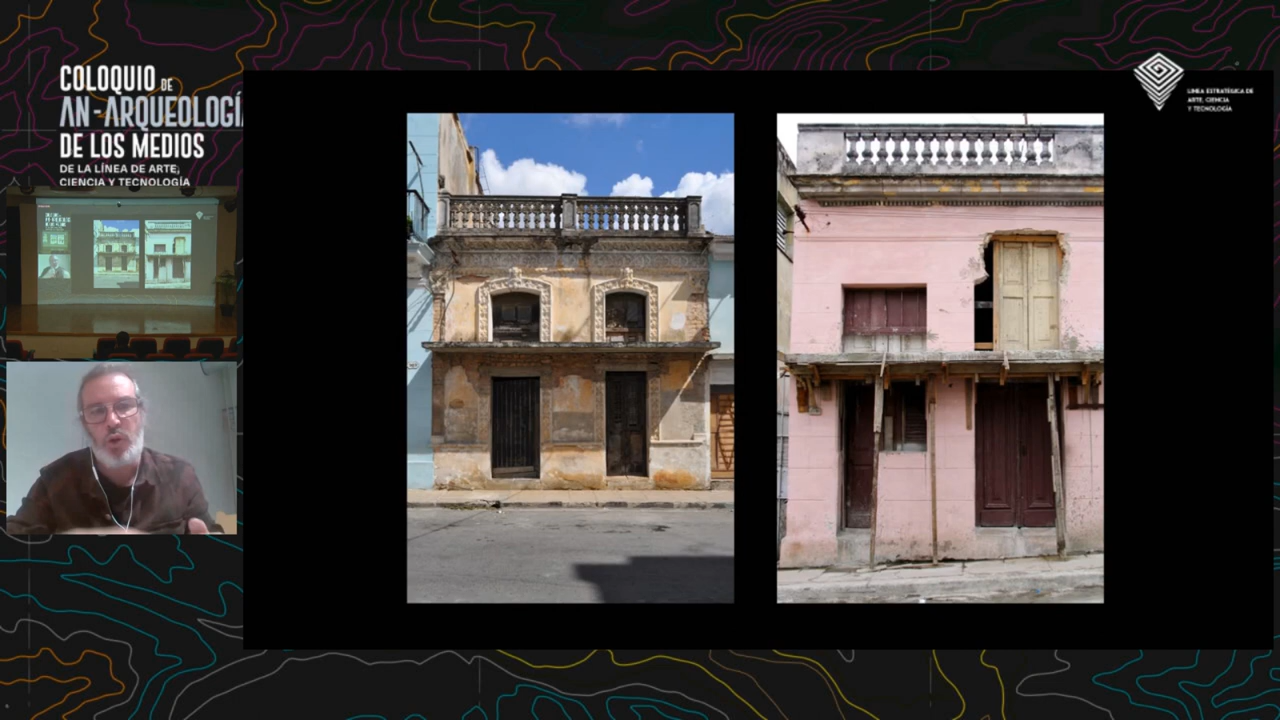 COLOQUIO DE
AN-ARQUEOLOGÍ
DE LOS MEDIOS
DE LA LÍNEA DE ARTE,
CIENCIA Y TECNOLOGÍA
LÍNEA ESTRATÉGICA DE
ARTE, CIENCIA
Y TECNOLOGÍA